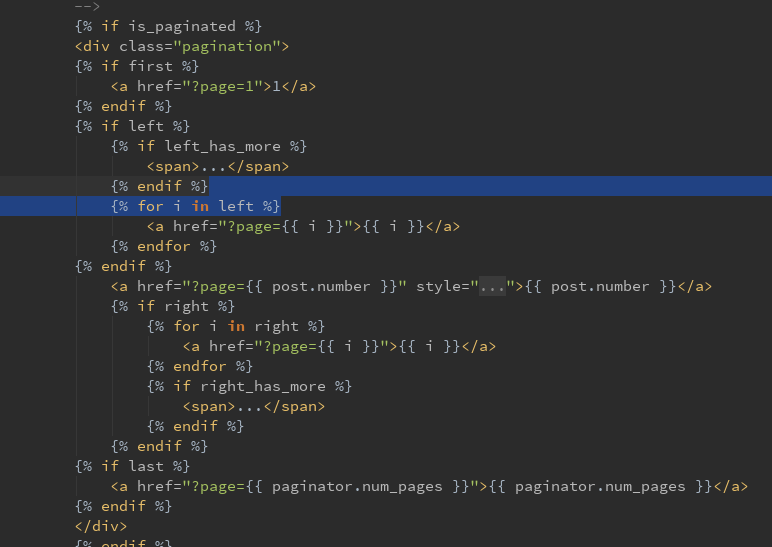 -->
{% if is_paginated %}
<div class="pagination">
{% if first %}
<a href="?page=1">1</a>
{% endif %}
{% if left %}
{% if left_has_more %}
<span>...</span>
{% endif %}
{% for i in left %}
<a href="?page={{ i }}">{{ i }}</a>
{% endfor %}
{% endif %}
<a href="?page={{ post.number }}" style="...">{{ post.number }}</a>
{% if right %}
{% for i in right %}
<a href="?page={{ i }}">{{ i }}</a>
{% endfor %}
{% if right_has_more %}
<span>...</span>
{% endif %}
{% endif %}
{% if last %}
<a href="?page={{ paginator.num_pages }}">{{ paginator.num_pages }}</a>
{% endif %}
</div>
{% endif %}